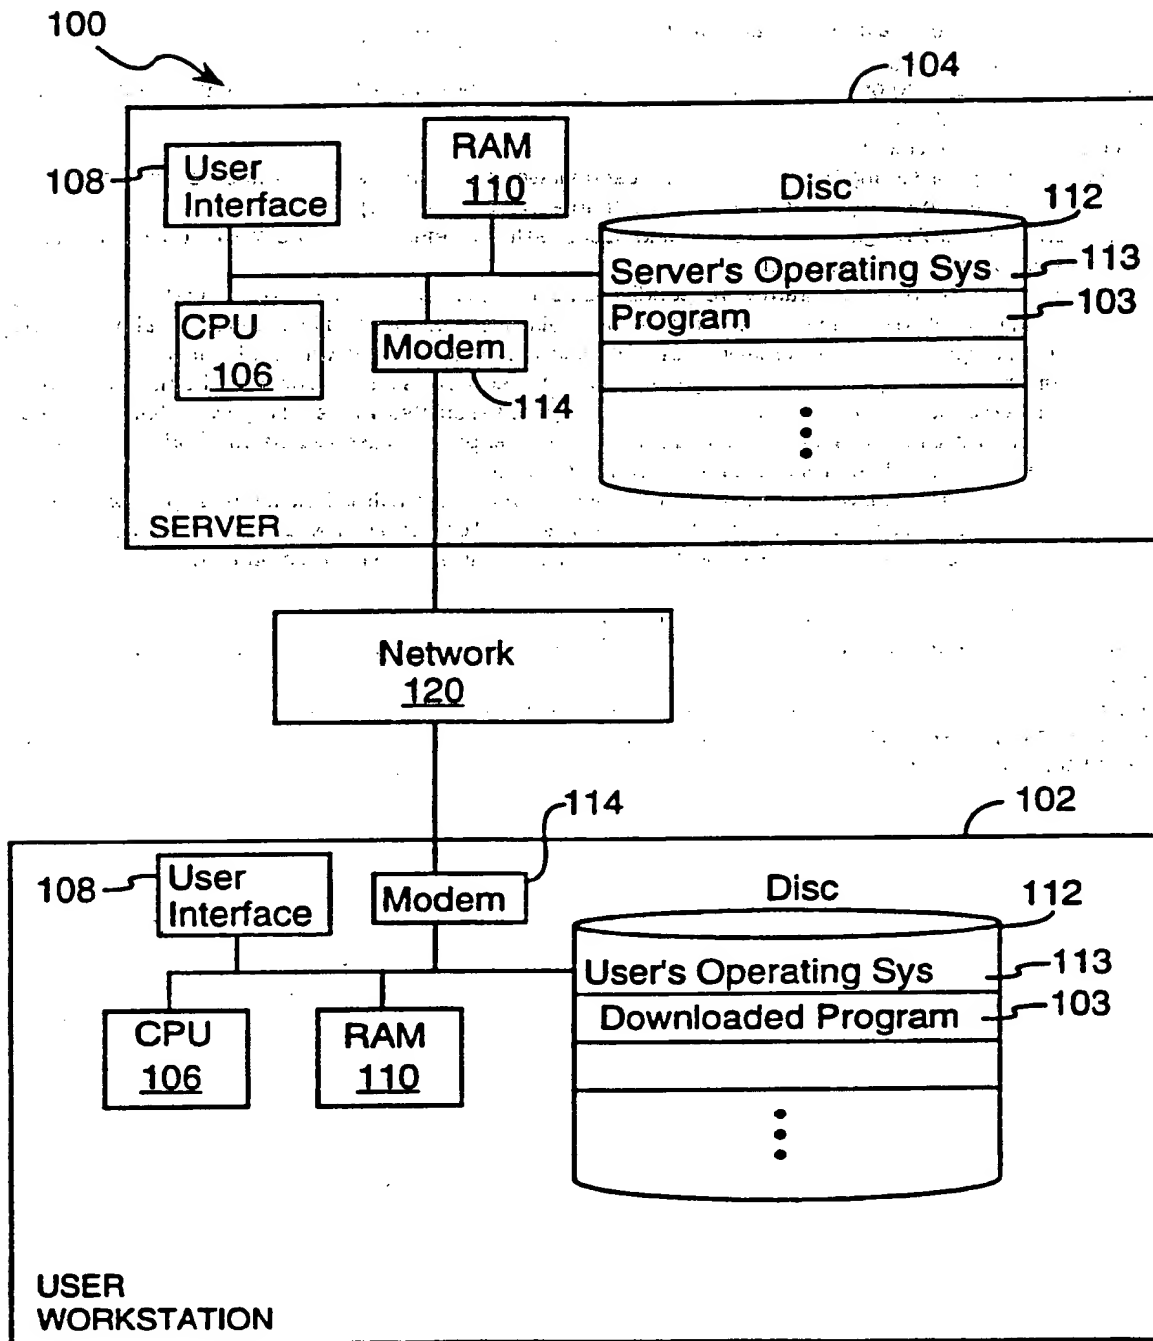 100
104
108
User
Interface
RAM
110
Disc
112
Server's Operating Sys
113
Program
103
CPU
106
Modem
114
SERVER
Network
120
102
114
108
User
Interface
Modem
Disc
112
User's Operating Sys
113
Downloaded Program
103
CPU
106
RAM
110
USER
WORKSTATION